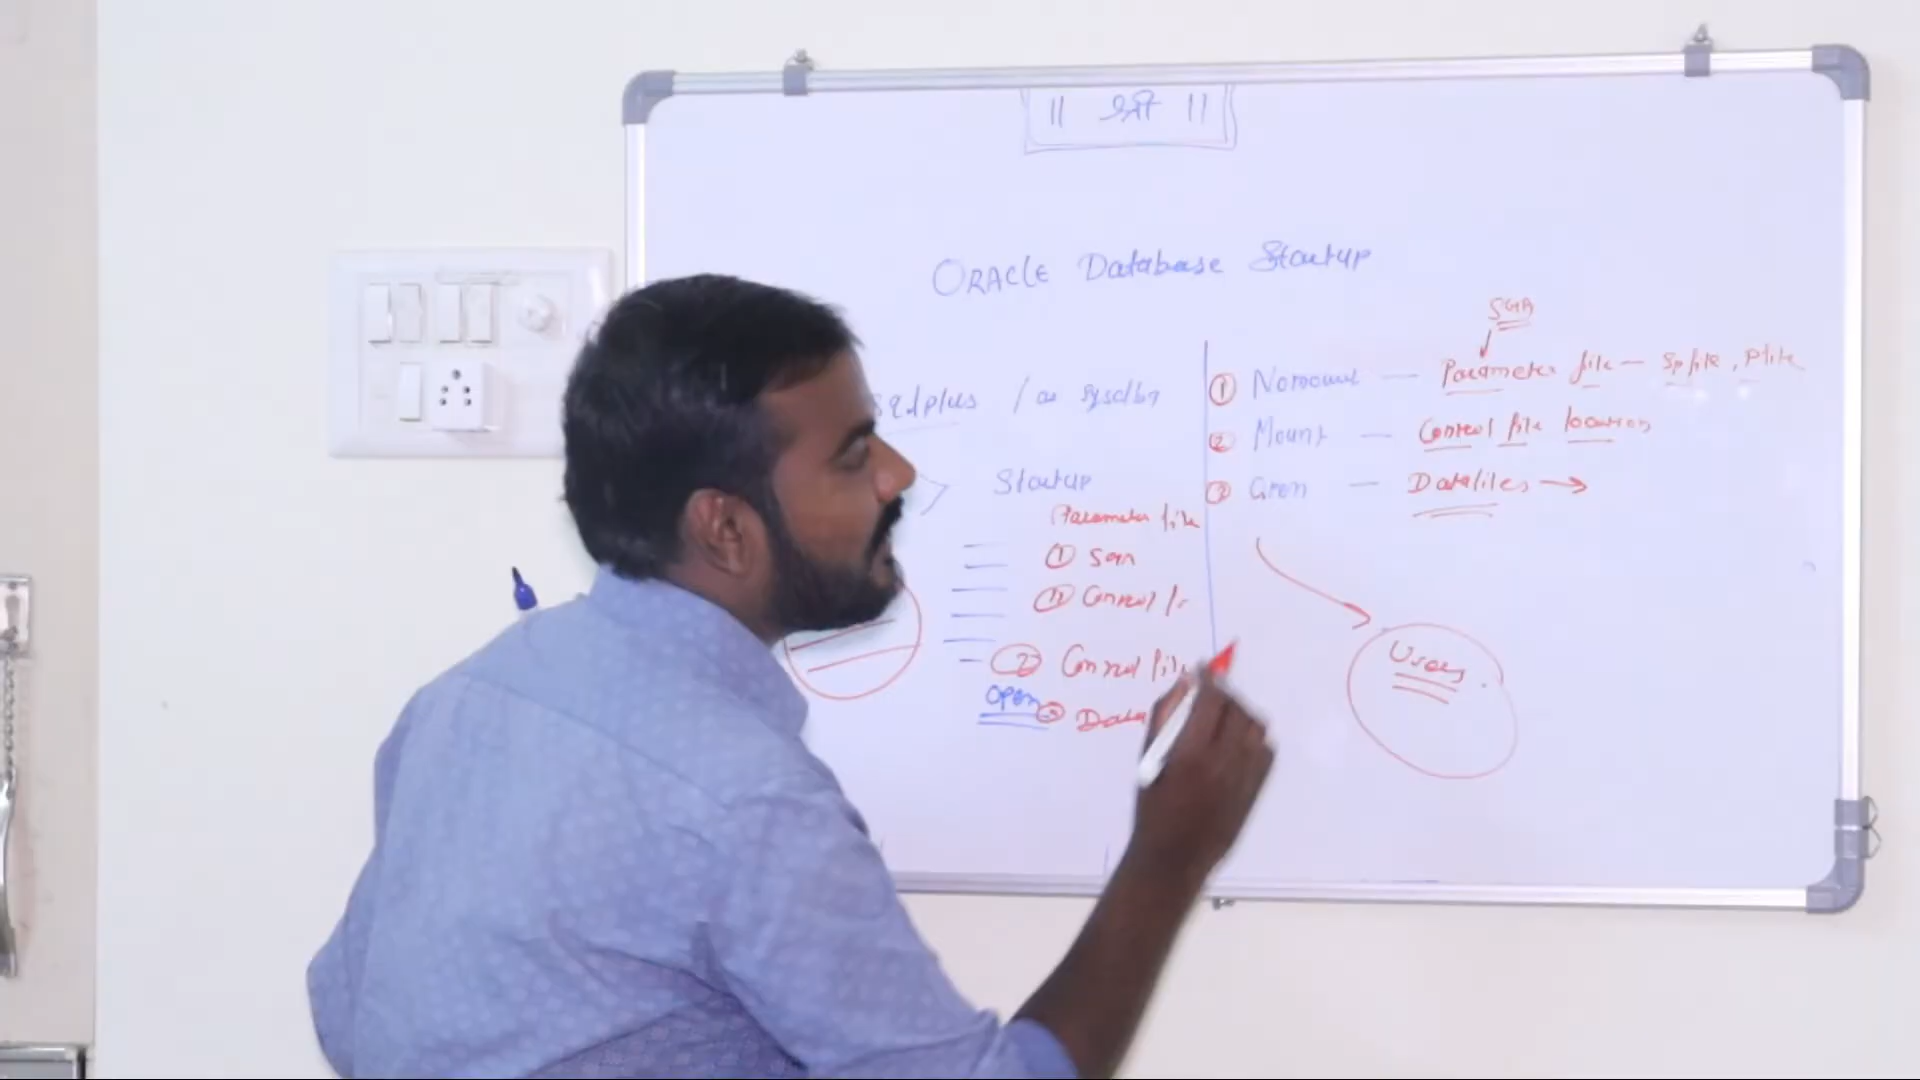 || श्री ||
ORACLE Database Startup
sqlplus / as sysdba
Startup
Parameter file
① SGA
② Control f
② Control file
Open ③ Data
SGA
① Nomount — Parameter file — Spfile, Pfile
② Mount — Control file location
③ Open — Datafiles →
Users